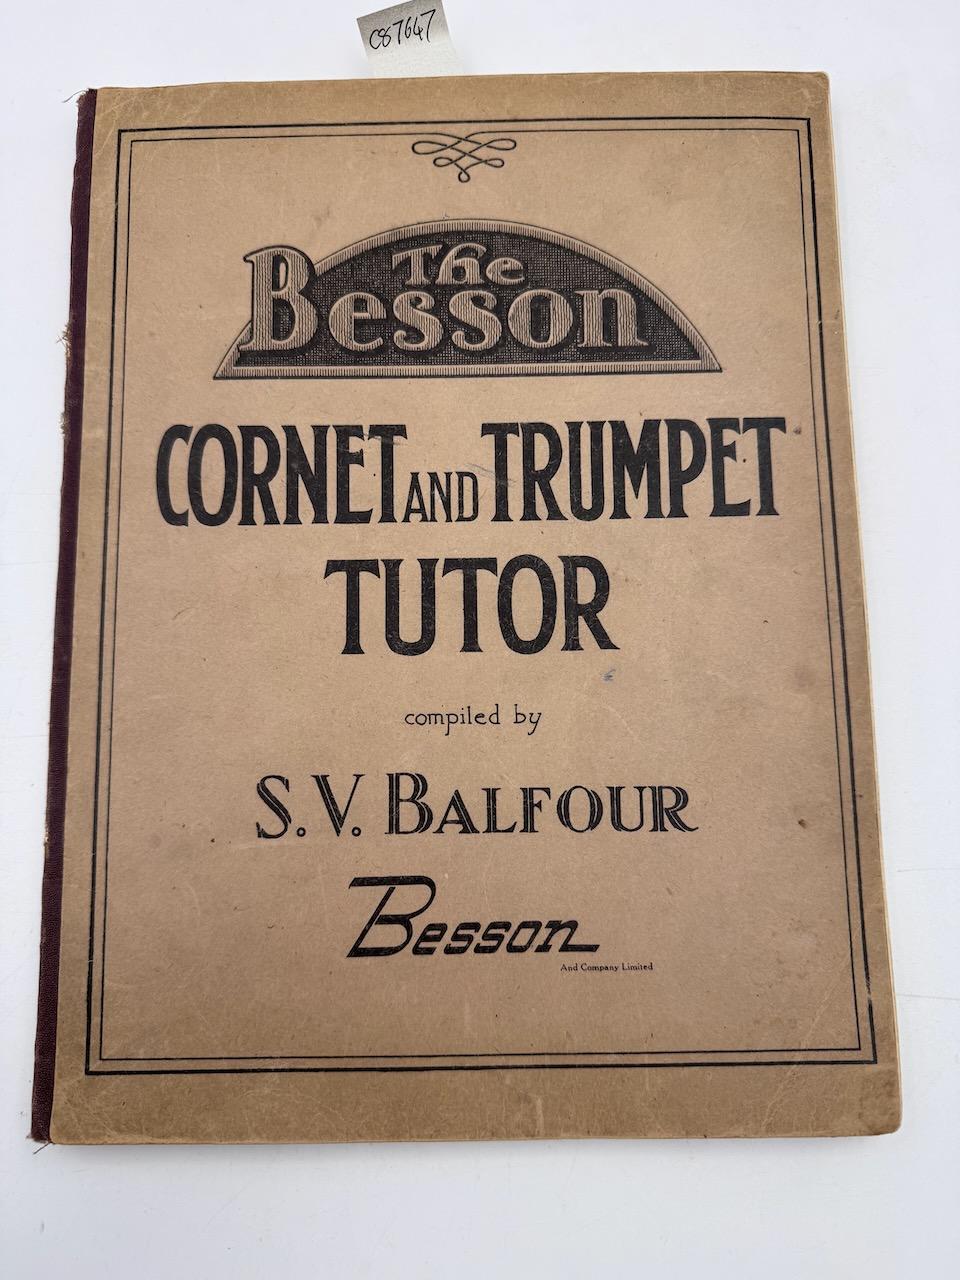 C87647
The
Besson
CORNET AND TRUMPET
TUTOR
compiled by
S. V. BALFOUR
Besson
And Company Limited